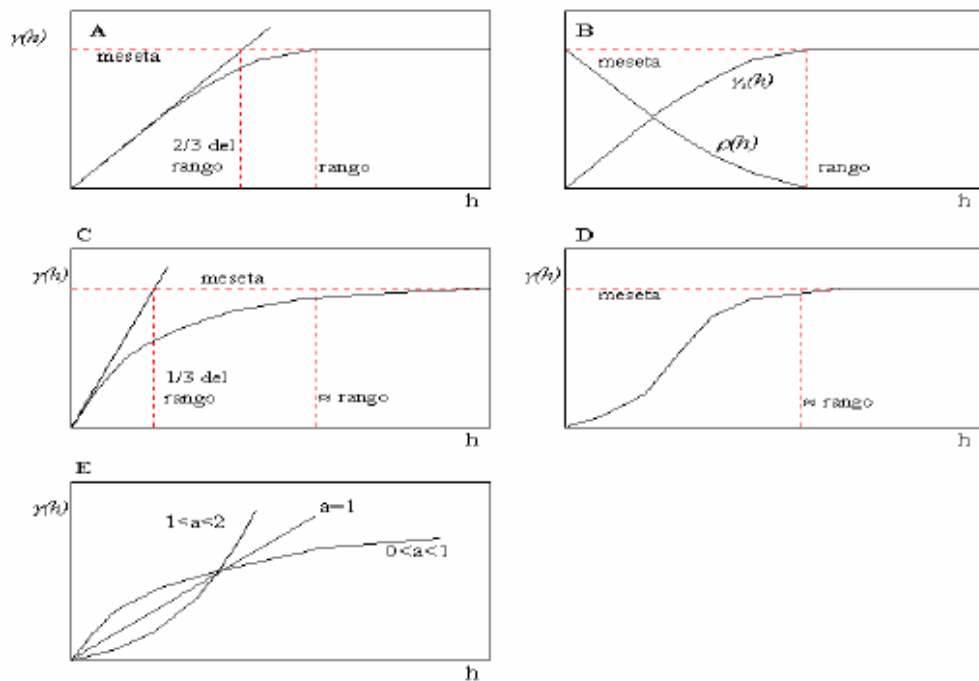 A
γ(h)
meseta
2/3 del
rango
rango
h
B
meseta
γs(h)
ρ(h)
rango
h
C
γ(h)
meseta
1/3 del
rango
≈ rango
h
D
γ(h)
meseta
≈ rango
h
E
γ(h)
1<a<2
a=1
0<a<1
h